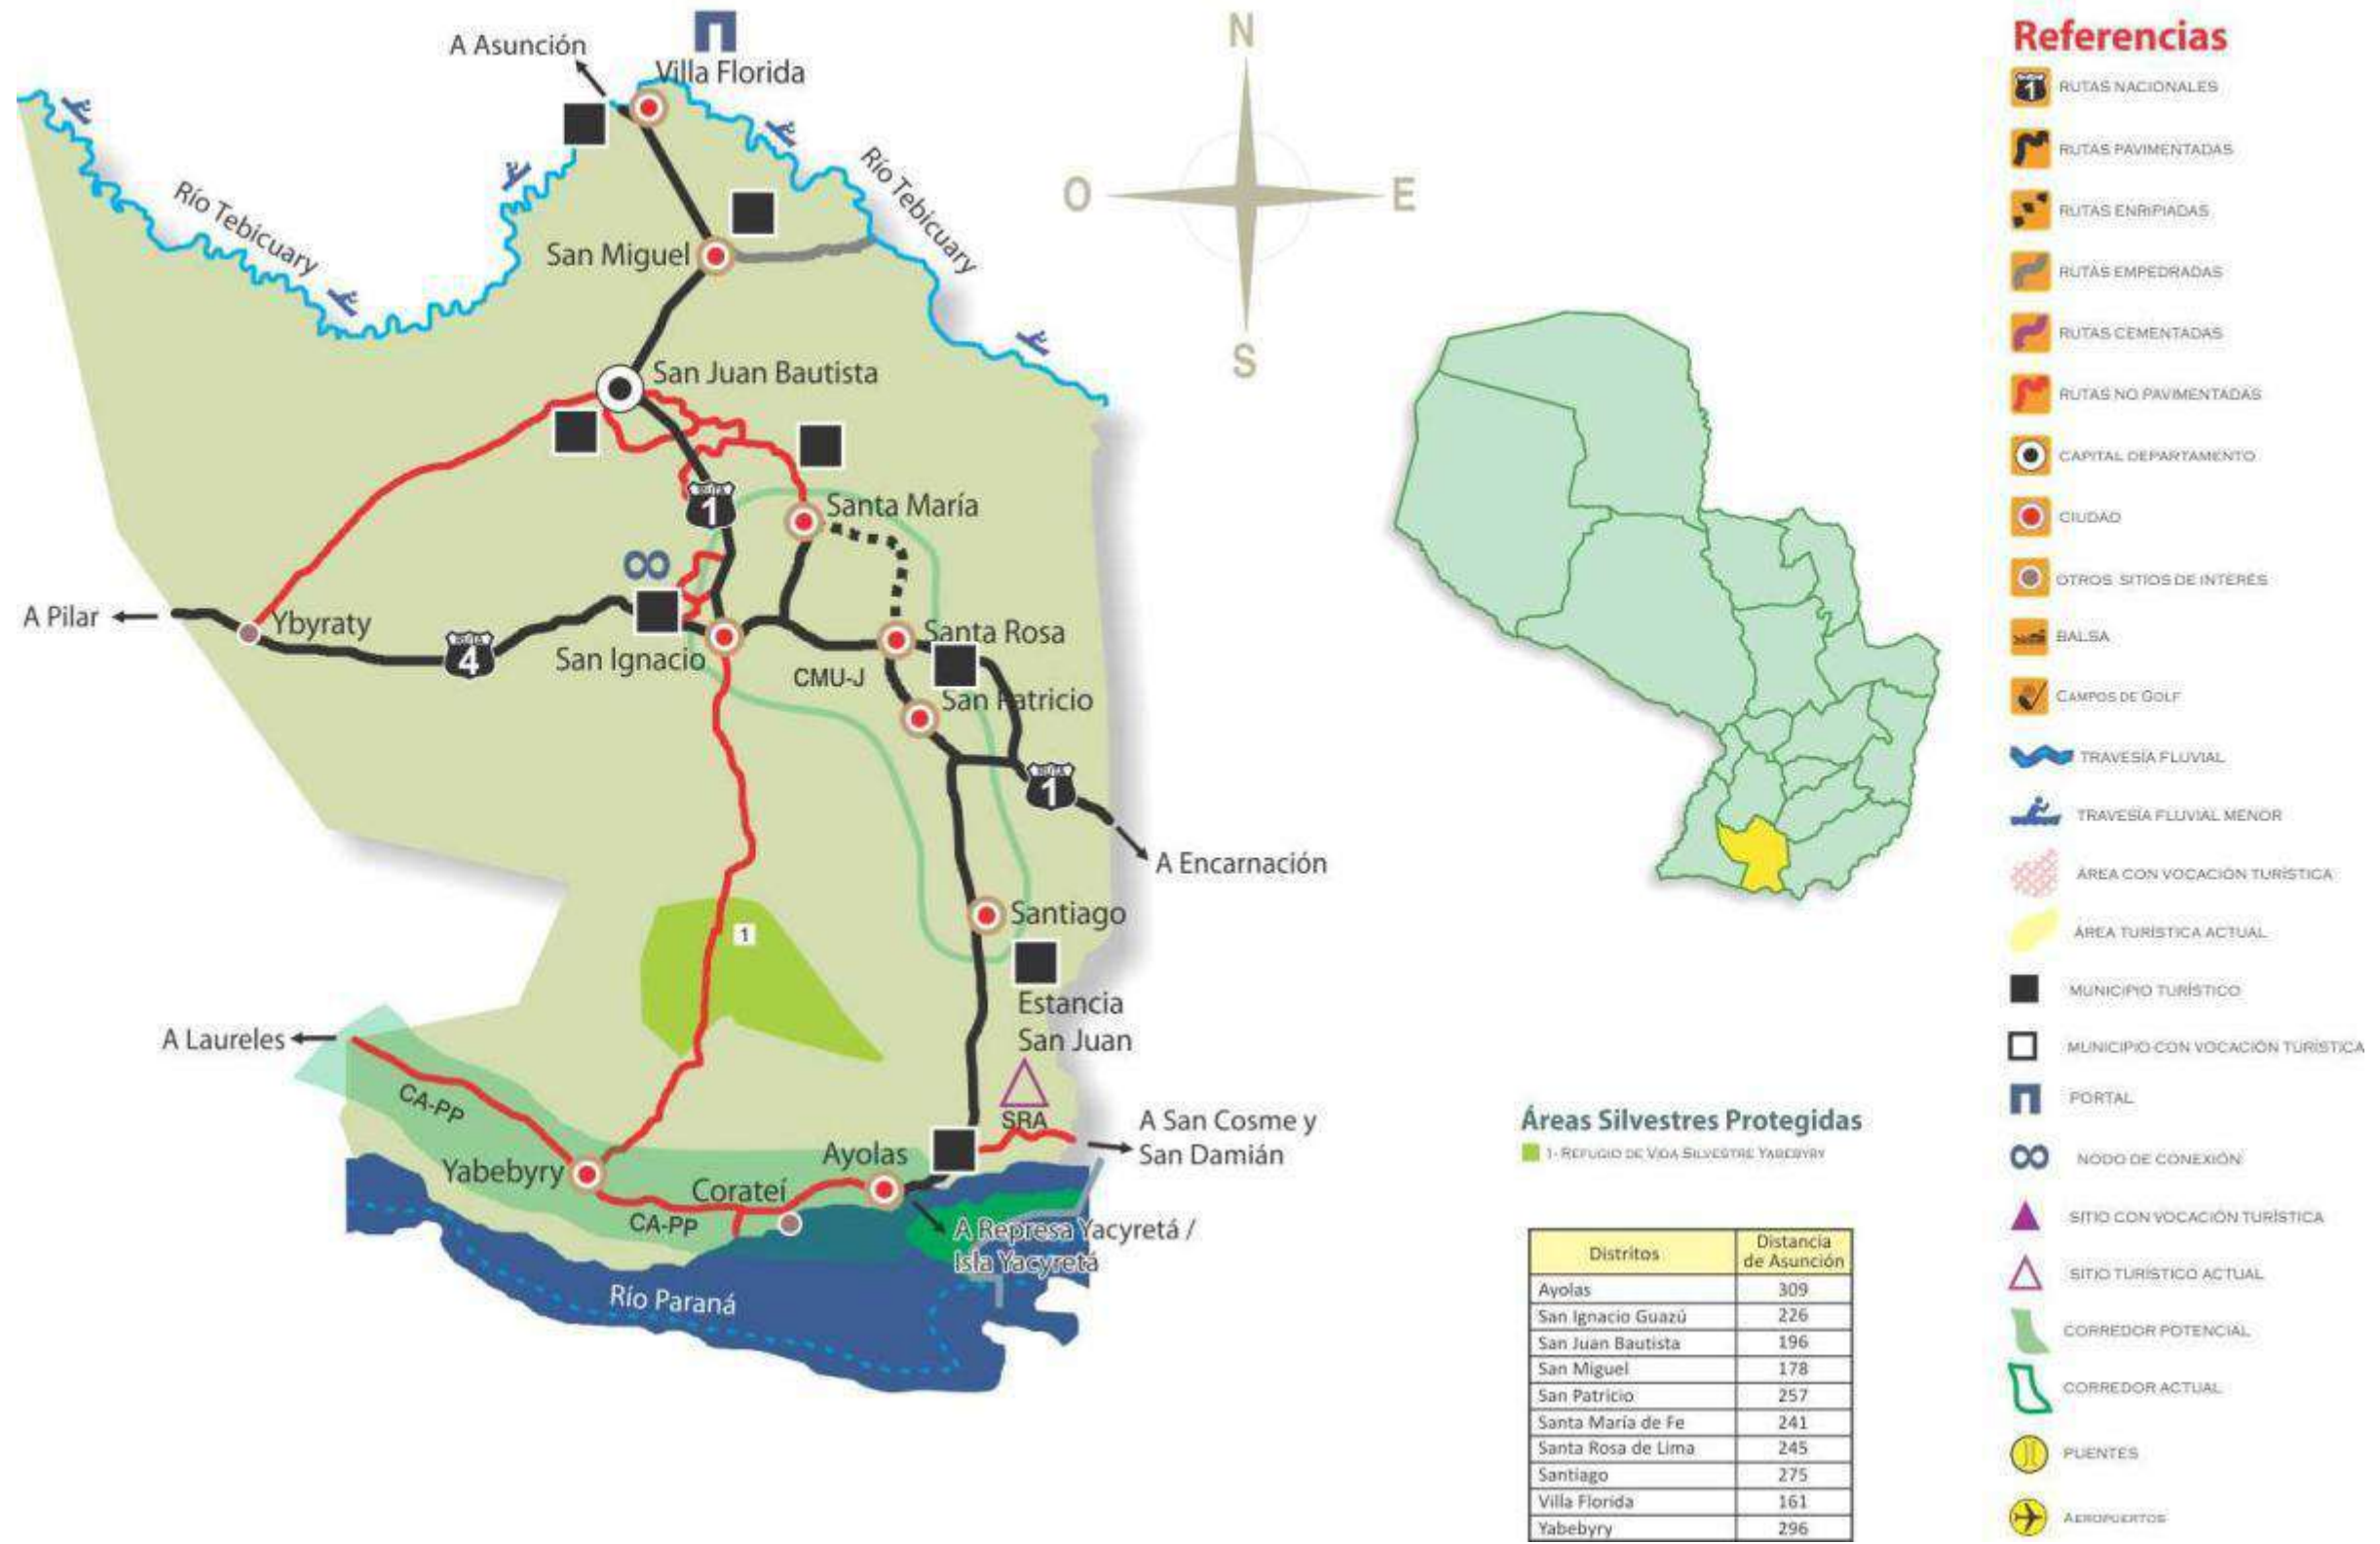 A Asunción
Villa Florida
Río Tebicuary
Río Tebicuary
San Miguel
San Juan Bautista
RUTA
1
Santa María
A Pilar
Ybyraty
RUTA
4
San Ignacio
CMU-J
Santa Rosa
San Patricio
RUTA
1
A Encarnación
Santiago
1
Estancia
San Juan
A Laureles
CA-PP
SRA
A San Cosme y
San Damián
Yabebyry
Ayolas
Corateí
CA-PP
A Represa Yacyretá /
Isla Yacyretá
Río Paraná
N
O
E
S
Áreas Silvestres Protegidas
1- REFUGIO DE VIDA SILVESTRE YABEBYRY
Distritos Distancia
de Asunción
Ayolas 309
San Ignacio Guazú 226
San Juan Bautista 196
San Miguel 178
San Patricio 257
Santa María de Fe 241
Santa Rosa de Lima 245
Santiago 275
Villa Florida 161
Yabebyry 296
Referencias
1 RUTAS NACIONALES
RUTAS PAVIMENTADAS
RUTAS ENRIPIADAS
RUTAS EMPEDRADAS
RUTAS CEMENTADAS
RUTAS NO PAVIMENTADAS
CAPITAL DEPARTAMENTO
CIUDAD
OTROS SITIOS DE INTERÉS
BALSA
CAMPOS DE GOLF
TRAVESÍA FLUVIAL
TRAVESÍA FLUVIAL MENOR
ÁREA CON VOCACIÓN TURÍSTICA
ÁREA TURÍSTICA ACTUAL
MUNICIPIO TURÍSTICO
MUNICIPIO CON VOCACIÓN TURÍSTICA
PORTAL
NODO DE CONEXIÓN
SITIO CON VOCACIÓN TURÍSTICA
SITIO TURÍSTICO ACTUAL
CORREDOR POTENCIAL
CORREDOR ACTUAL
PUENTES
AEROPUERTOS